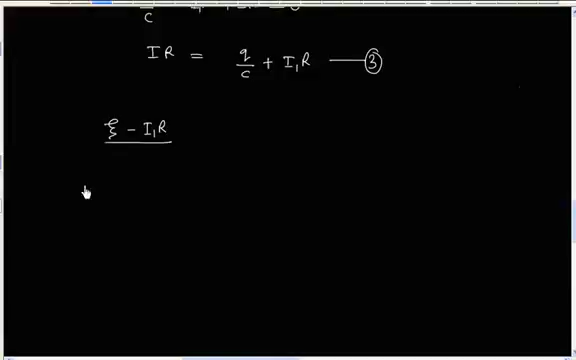 c
IR = q/c + I₁R —— ③
ξ - I₁R